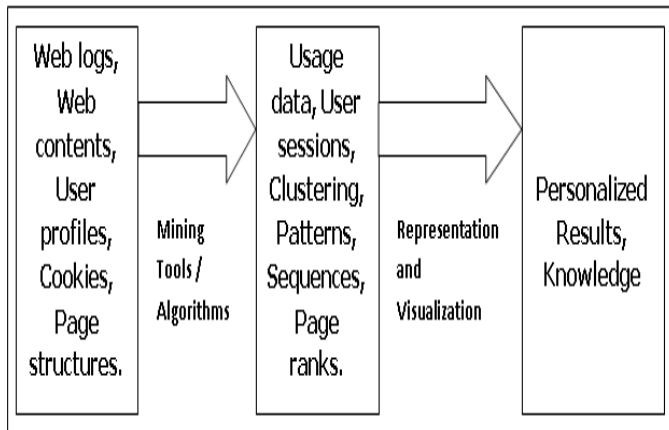 Web logs,
Web
contents,
User
profiles,
Cookies,
Page
structures.
Mining
Tools /
Algorithms
Usage
data, User
sessions,
Clustering,
Patterns,
Sequences,
Page
ranks.
Representation
and
Visualization
Personalized
Results,
Knowledge